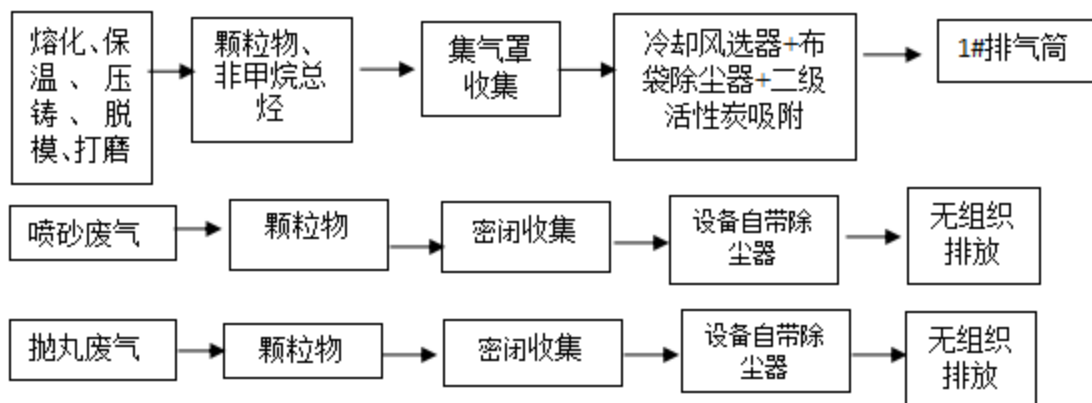 熔化、保
温、压
铸、脱
模、打磨
颗粒物、
非甲烷总
烃
集气罩
收集
冷却风选器+布
袋除尘器+二级
活性炭吸附
1#排气筒
喷砂废气
颗粒物
密闭收集
设备自带除
尘器
无组织
排放
抛丸废气
颗粒物
密闭收集
设备自带除
尘器
无组织
排放